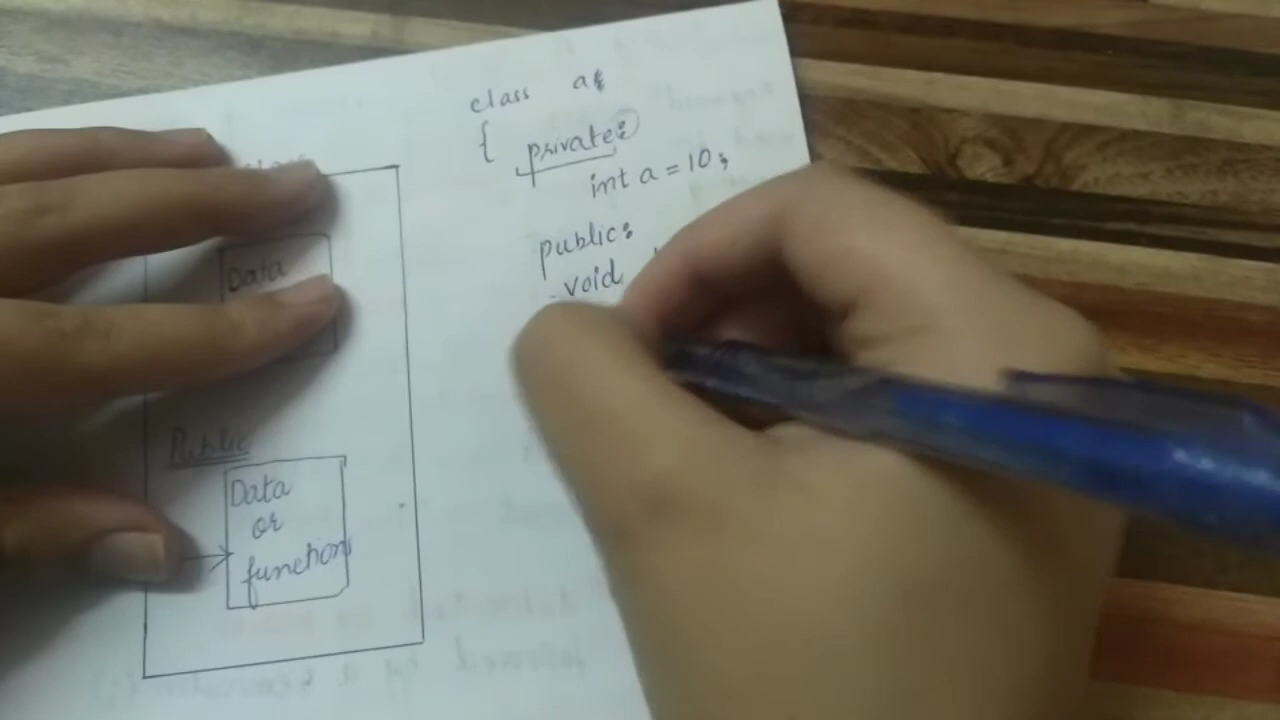 class
{ private:
int a = 10;
public:
void
Data
Public
Data
or
functions